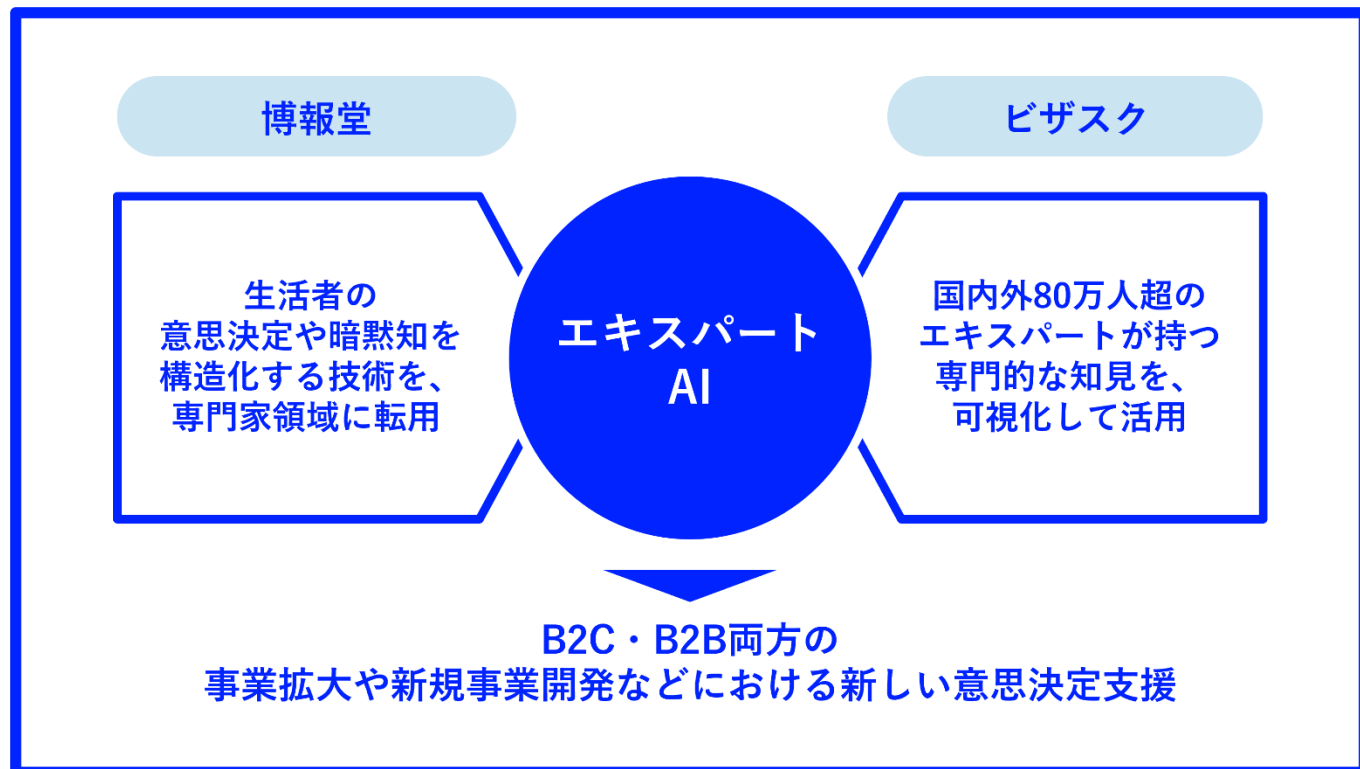 博報堂
生活者の
意思決定や暗黙知を
構造化する技術を、
専門家領域に転用
エキスパート
AI
ビザスク
国内外80万人超の
エキスパートが持つ
専門的な知見を、
可視化して活用
B2C・B2B両方の
事業拡大や新規事業開発などにおける新しい意思決定支援